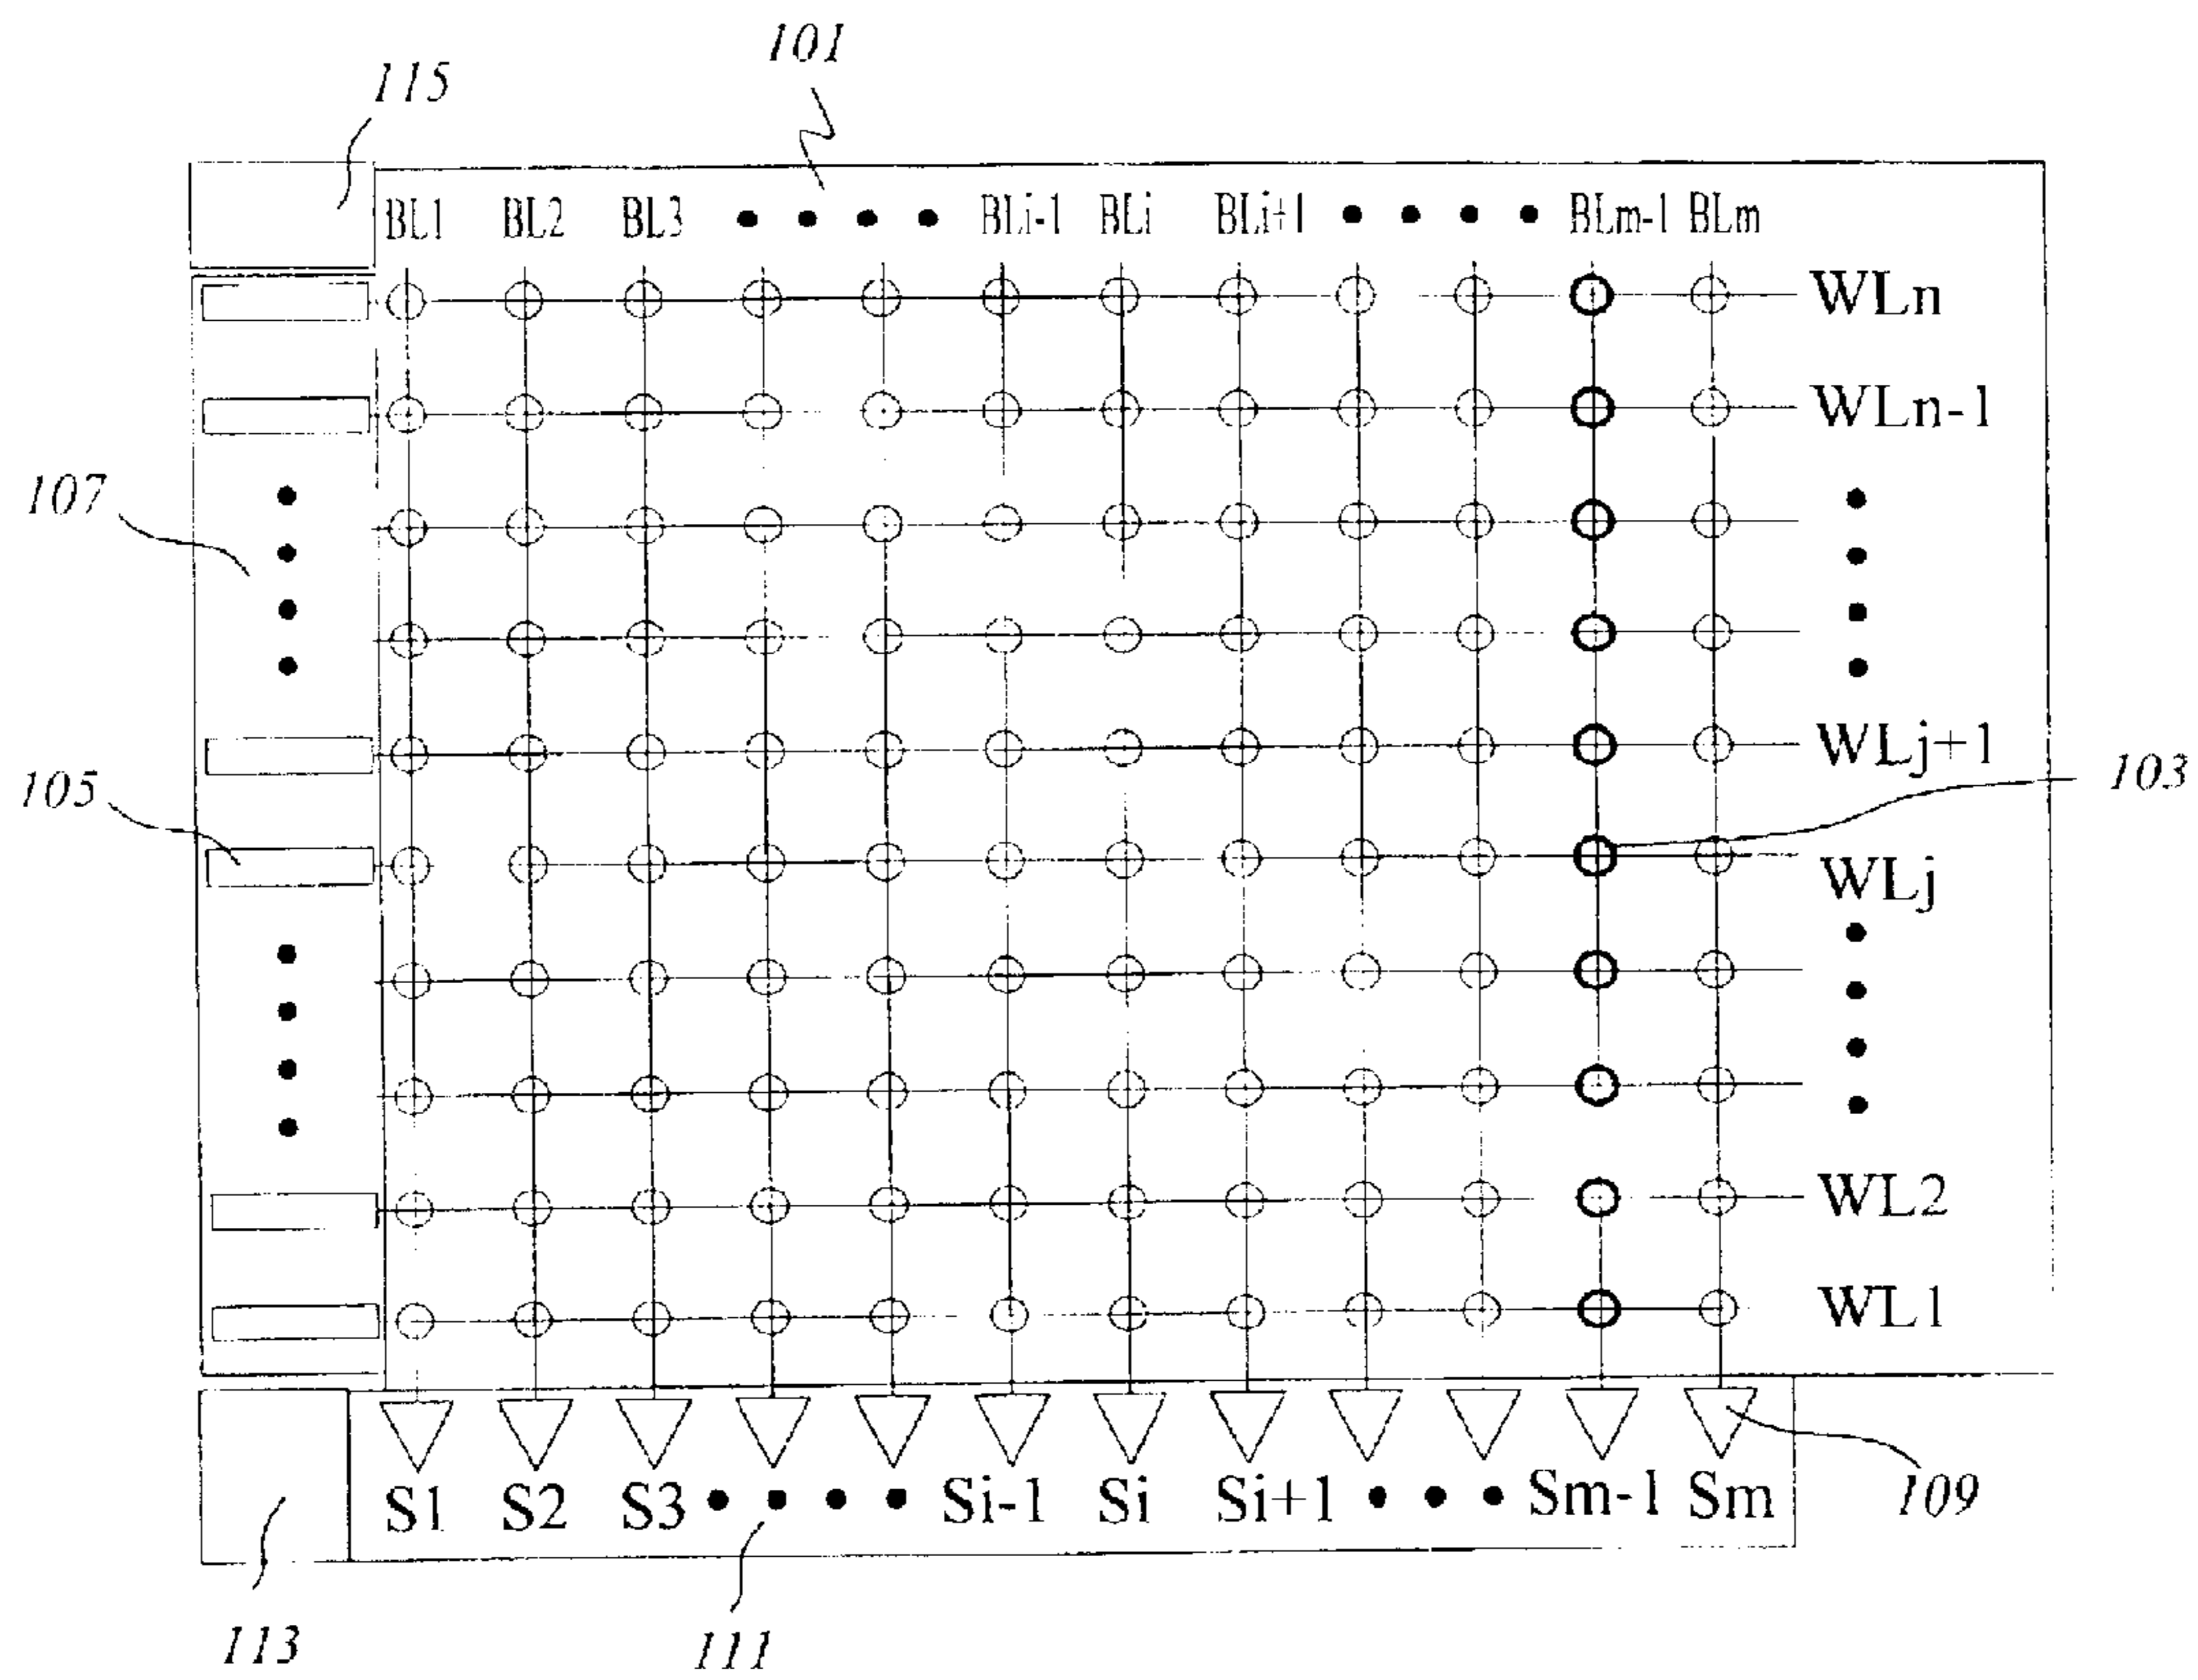 101
115
BL1 BL2 BL3 • • • • BLi-1 BLi BLi+1 • • • • BLm-1 BLm
WLn
WLn-1
107
WLj+1
103
105
WLj
WL2
WL1
S1 S2 S3 • • • • Si-1 Si Si+1 • • • Sm-1 Sm
109
113
111